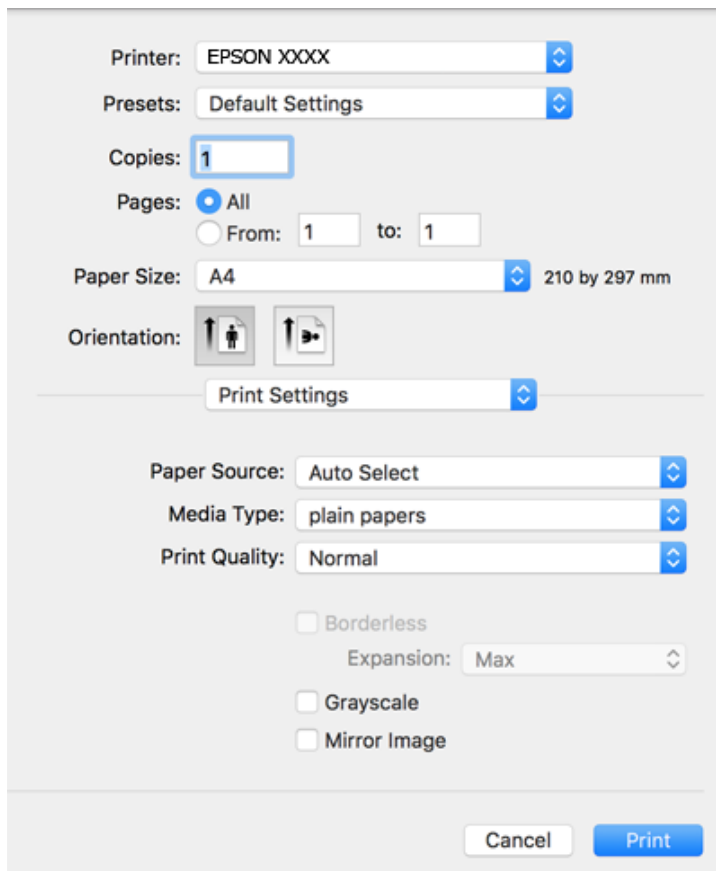 Printer: EPSON XXXX
Presets: Default Settings
Copies: 1
Pages: All
From: 1 to: 1
Paper Size: A4 210 by 297 mm
Orientation:
Print Settings
Paper Source: Auto Select
Media Type: plain papers
Print Quality: Normal
Borderless
Expansion: Max
Grayscale
Mirror Image
Cancel Print